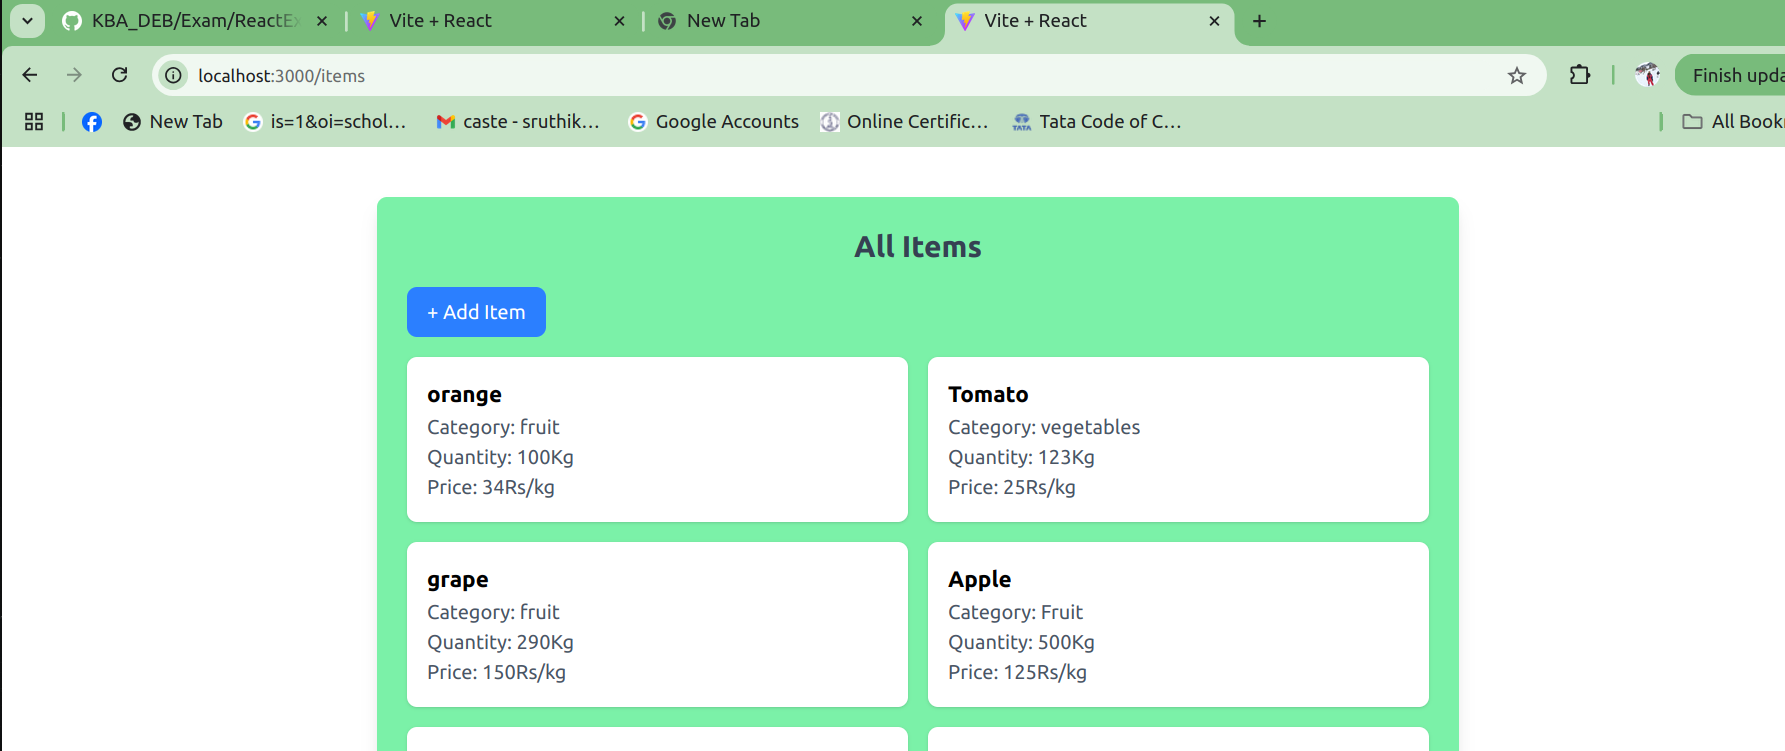 KBA_DEB/Exam/ReactEx
Vite + React
New Tab
Vite + React
localhost:3000/items
Finish upda
New Tab
is=1&oi=schol...
caste - sruthik...
Google Accounts
Online Certific...
TATA
Tata Code of C...
All Book
All Items
+ Add Item
orange
Category: fruit
Quantity: 100Kg
Price: 34Rs/kg
Tomato
Category: vegetables
Quantity: 123Kg
Price: 25Rs/kg
grape
Category: fruit
Quantity: 290Kg
Price: 150Rs/kg
Apple
Category: Fruit
Quantity: 500Kg
Price: 125Rs/kg